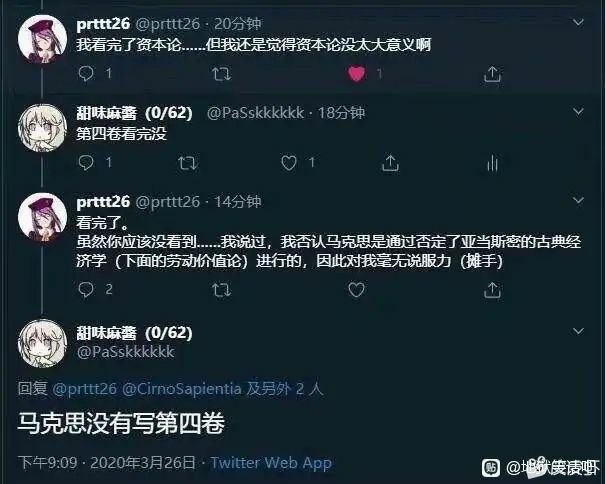 prttt26 @prttt26 · 20分钟
我看完了资本论......但我还是觉得资本论没太大意义啊
1 1
甜味麻醬（0/62） @PaSskkkkkk · 18分钟
第四卷看完没
1 1
prttt26 @prttt26 · 14分钟
看完了。
虽然你应该没看到......我说过，我否认马克思是通过否定了亚当斯密的古典经
济学（下面的劳动价值论）进行的，因此对我毫无说服力（摊手）
2
甜味麻醬（0/62）
@PaSskkkkkk
回复 @prttt26 @CirnoSapientia 及另外 2 人
马克思没有写第四卷
下午9:09 · 2020年3月26日 · Twitter Web App
贴 @地狱笑话吧